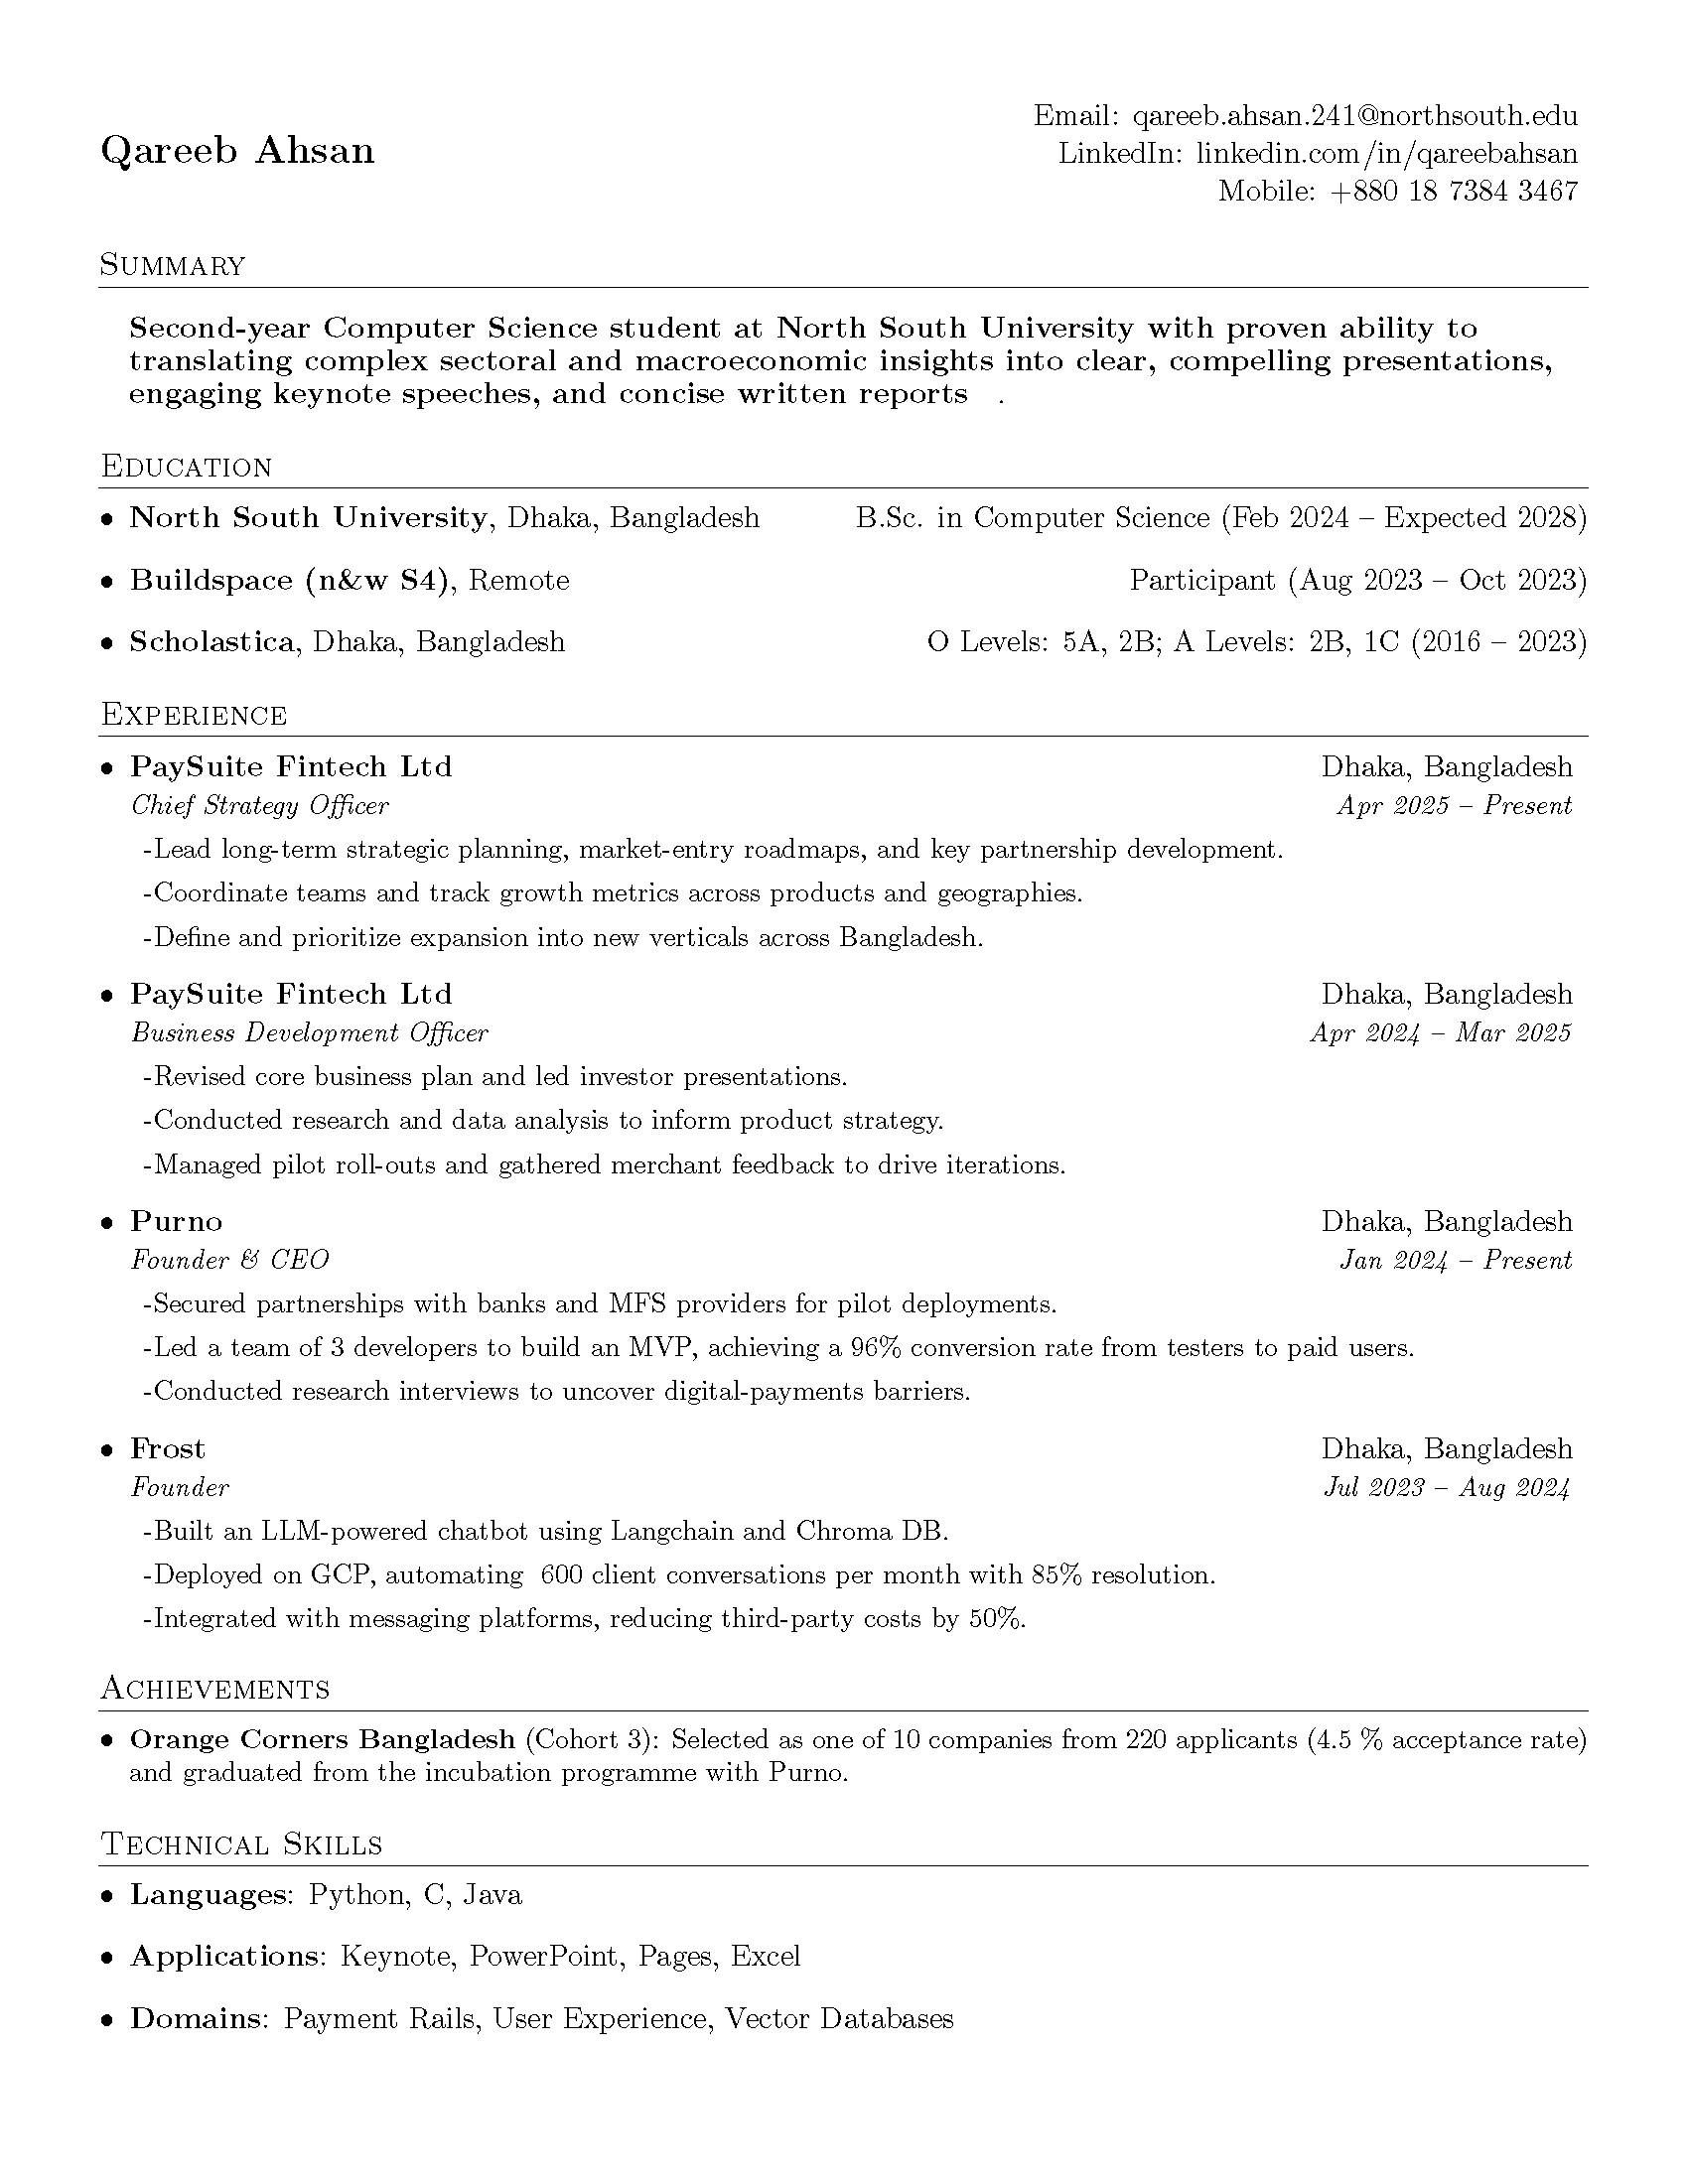 Qareeb Ahsan
Email: qareeb.ahsan.241@northsouth.edu
LinkedIn: linkedin.com/in/qareebahsan
Mobile: +880 18 7384 3467
SUMMARY
Second-year Computer Science student at North South University with proven ability to
translating complex sectoral and macroeconomic insights into clear, compelling presentations,
engaging keynote speeches, and concise written reports .
EDUCATION
• North South University, Dhaka, Bangladesh B.Sc. in Computer Science (Feb 2024 – Expected 2028)
• Buildspace (n&w S4), Remote Participant (Aug 2023 – Oct 2023)
• Scholastica, Dhaka, Bangladesh O Levels: 5A, 2B; A Levels: 2B, 1C (2016 – 2023)
EXPERIENCE
• PaySuite Fintech Ltd Dhaka, Bangladesh
Chief Strategy Officer Apr 2025 – Present
-Lead long-term strategic planning, market-entry roadmaps, and key partnership development.
-Coordinate teams and track growth metrics across products and geographies.
-Define and prioritize expansion into new verticals across Bangladesh.
• PaySuite Fintech Ltd Dhaka, Bangladesh
Business Development Officer Apr 2024 – Mar 2025
-Revised core business plan and led investor presentations.
-Conducted research and data analysis to inform product strategy.
-Managed pilot roll-outs and gathered merchant feedback to drive iterations.
• Purno Dhaka, Bangladesh
Founder & CEO Jan 2024 – Present
-Secured partnerships with banks and MFS providers for pilot deployments.
-Led a team of 3 developers to build an MVP, achieving a 96% conversion rate from testers to paid users.
-Conducted research interviews to uncover digital-payments barriers.
• Frost Dhaka, Bangladesh
Founder Jul 2023 – Aug 2024
-Built an LLM-powered chatbot using Langchain and Chroma DB.
-Deployed on GCP, automating 600 client conversations per month with 85% resolution.
-Integrated with messaging platforms, reducing third-party costs by 50%.
ACHIEVEMENTS
• Orange Corners Bangladesh (Cohort 3): Selected as one of 10 companies from 220 applicants (4.5 % acceptance rate)
and graduated from the incubation programme with Purno.
TECHNICAL SKILLS
• Languages: Python, C, Java
• Applications: Keynote, PowerPoint, Pages, Excel
• Domains: Payment Rails, User Experience, Vector Databases